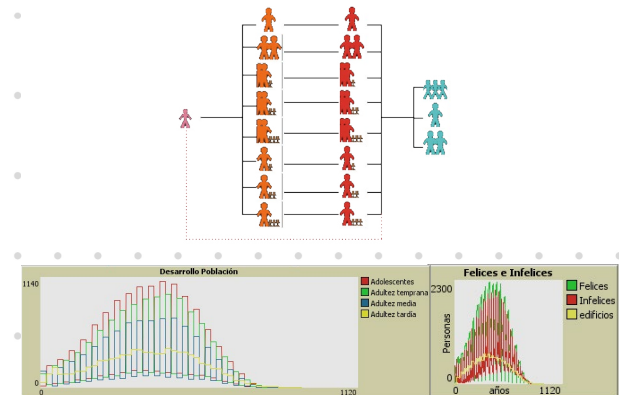 Desarrollo Población
1140
0
0
1120
Adolescentes
Adultez temprana
Adultez media
Adultez tardía
Felices e Infelices
2300
Personas
0
0
años
1120
Felices
Infelices
edificios